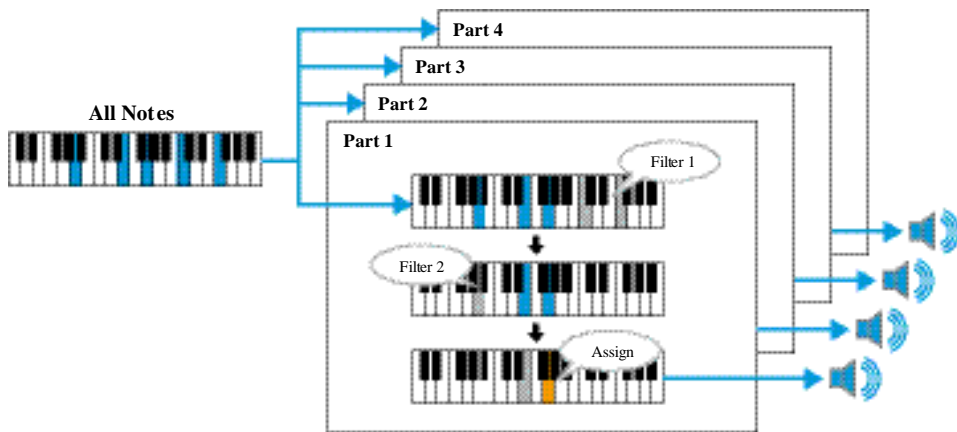 Part 4
Part 3
Part 2
All Notes
Part 1
Filter 1
Filter 2
Assign